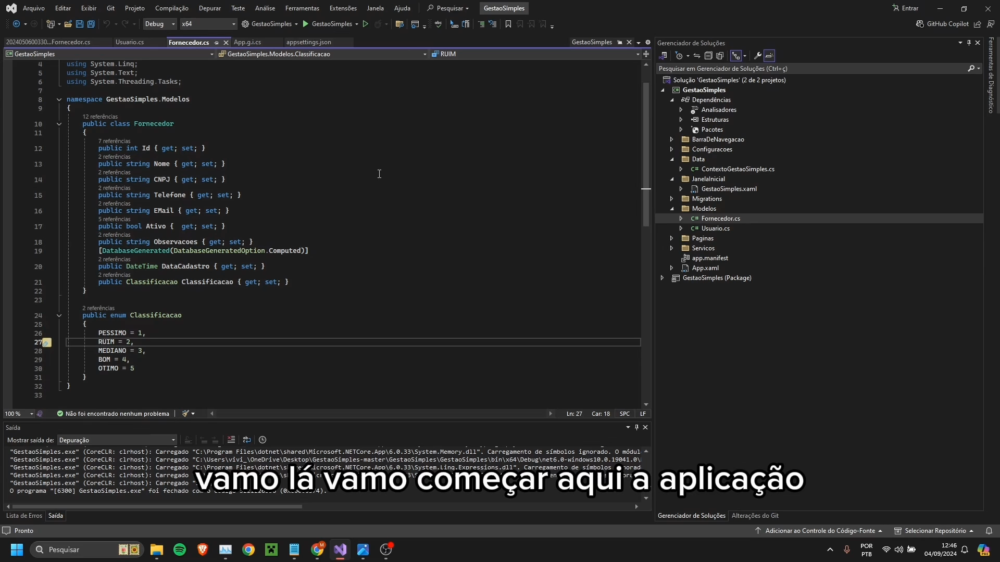 Arquivo Editar Exibir Git Projeto Compilação Depurar Teste Análise Ferramentas Extensões Janela Ajuda Pesquisar GestaoSimples Entrar
Debug x64 GestaoSimples GestaoSimples GitHub Copilot
2024050600330...Fornecedor.cs Usuario.cs Fornecedor.cs App.g.i.cs appsettings.json GestaoSimples
GestaoSimples GestaoSimples.Modelos.Classificacao RUIM
4 using System.Linq;
5 using System.Text;
6 using System.Threading.Tasks;
7
8 namespace GestaoSimples.Modelos
9 {
12 referências
10 public class Fornecedor
11 {
7 referências
12 public int Id { get; set; }
2 referências
13 public string Nome { get; set; }
2 referências
14 public string CNPJ { get; set; }
2 referências
15 public string Telefone { get; set; }
2 referências
16 public string EMail { get; set; }
5 referências
17 public bool Ativo {  get; set; }
2 referências
18 public string Observacoes { get; set; }
19 [DatabaseGenerated(DatabaseGeneratedOption.Computed)]
2 referências
20 public DateTime DataCadastro { get; set; }
2 referências
21 public Classificacao Classificacao { get; set; }
22 }
23
2 referências
24 public enum Classificacao
25 {
26 PESSIMO = 1,
27 RUIM = 2,
28 MEDIANO = 3,
29 BOM = 4,
30 OTIMO = 5
31 }
32 }
33
100 % Não foi encontrado nenhum problema Ln: 27 Car: 18 SPC LF
Saída
Mostrar saída de: Depuração
"GestaoSimples.exe" (CoreCLR: clrhost): Carregado "C:\Program Files\dotnet\shared\Microsoft.NETCore.App\6.0.33\System.Memory.dll". Carregamento de símbolos ignorado. O módul
"GestaoSimples.exe" (CoreCLR: clrhost): Carregado "C:\Users\vivi_\OneDrive\Desktop\GestaoSimples-master\GestaoSimples\GestaoSimples\bin\x64\Debug\net6.0-windows10.0.19041.0\
"GestaoSimples.exe" (CoreCLR: clrhost): Carregado "C:\Program Files\dotnet\shared\Microsoft.NETCore.App\6.0.33\System.Linq.Expressions.dll". Carregamento de símbolos ignorado
"GestaoSimples.exe" (CoreCLR: clrhost): Carregado
"GestaoSimples.exe" (CoreCLR: clrhost): Carregado
O programa "[6300] GestaoSimples.exe" foi fechado com o código
vamo lá vamo começar aqui a aplicação
Lista de Erros Saída
Gerenciador de Soluções
Pesquisar em Gerenciador de Soluções (Ctrl+ç)
Solução 'GestaoSimples' (2 de 2 projetos)
GestaoSimples
Dependências
Analisadores
Estruturas
Pacotes
BarraDeNavegacao
Configuracoes
Data
C# ContextoGestaoSimples.cs
JanelaInicial
GestaoSimples.xaml
Migrations
Modelos
C# Fornecedor.cs
C# Usuario.cs
Paginas
Servicos
app.manifest
App.xaml
GestaoSimples (Package)
Gerenciador de Soluções Alterações do Git
Ferramentas de Diagnóstico
Pronto Adicionar ao Controle do Código-Fonte Selecionar Repositório
Pesquisar POR PTB 12:46 04/09/2024